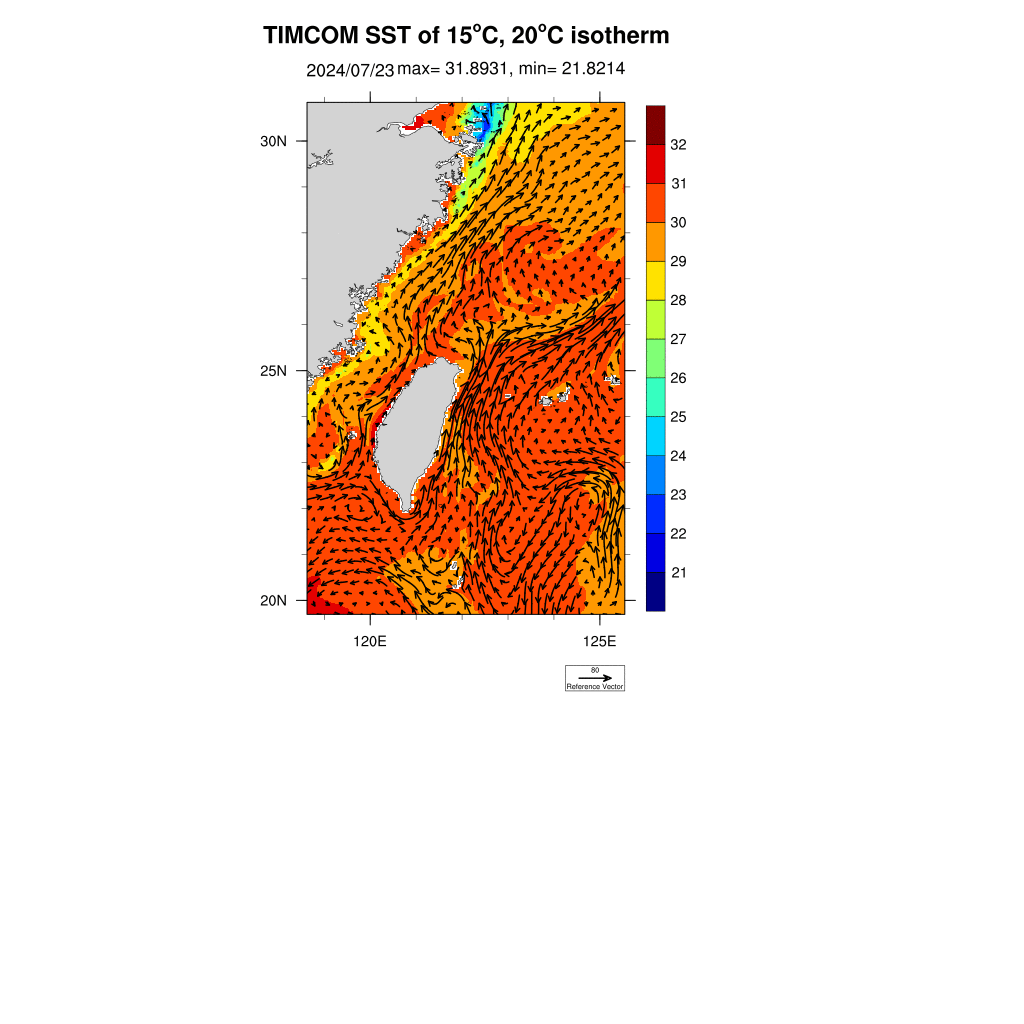 TIMCOM SST of 15°C, 20°C isotherm
2024/07/23 max= 31.8931, min= 21.8214
30N
25N
20N
120E
125E
32
31
30
29
28
27
26
25
24
23
22
21
80
Reference Vector